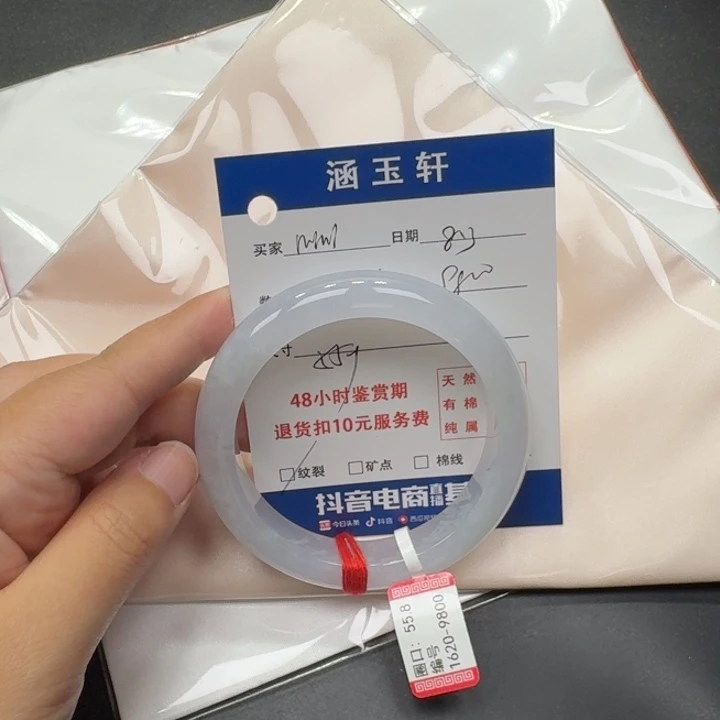 涵玉轩
买家 日期
寸
48小时鉴赏期
退货扣10元服务费
天然
有棉
纯属
□纹裂 □矿点 □棉线
抖音电商直播基
今日头条 抖音 西瓜视频
圈口：55.8
编号
1620-9800